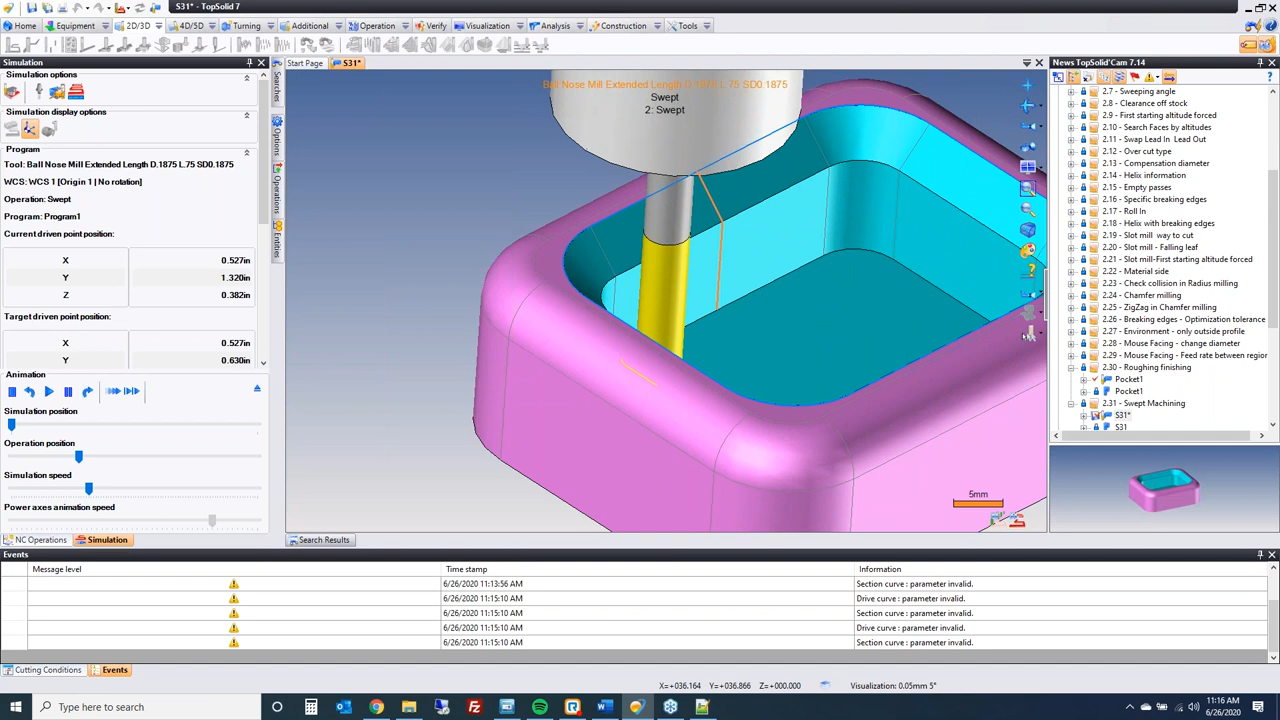 S31* - TopSolid 7
Home
Equipment
2D/3D
4D/5D
Turning
Additional
Operation
Verify
Visualization
Analysis
Construction
Tools
Simulation
Simulation options
Simulation display options
Program
Tool: Ball Nose Mill Extended Length D.1875 L.75 SD0.1875
WCS: WCS 1 [Origin 1 | No rotation]
Operation: Swept
Program: Program1
Current driven point position:
X 0.527in
Y 1.320in
Z 0.382in
Target driven point position:
X 0.527in
Y 0.630in
Animation
Simulation position
Operation position
Simulation speed
Power axes animation speed
NC Operations
Simulation
Searches
Options
Operations
Entities
Start Page
S31*
Ball Nose Mill Extended Length D.1875 L.75 SD0.1875
Swept
2: Swept
5mm
Search Results
News TopSolid'Cam 7.14
2.7 - Sweeping angle
2.8 - Clearance off stock
2.9 - First starting altitude forced
2.10 - Search Faces by altitudes
2.11 - Swap Lead In Lead Out
2.12 - Over cut type
2.13 - Compensation diameter
2.14 - Helix information
2.15 - Empty passes
2.16 - Specific breaking edges
2.17 - Roll In
2.18 - Helix with breaking edges
2.19 - Slot mill way to cut
2.20 - Slot mill - Falling leaf
2.21 - Slot mill-First starting altitude forced
2.22 - Material side
2.23 - Check collision in Radius milling
2.24 - Chamfer milling
2.25 - ZigZag in Chamfer milling
2.26 - Breaking edges - Optimization tolerance
2.27 - Environment - only outside profile
2.28 - Mouse Facing - change diameter
2.29 - Mouse Facing - Feed rate between region
2.30 - Roughing finishing
Pocket1
Pocket1
2.31 - Swept Machining
S31*
S31
Events
Message level Time stamp Information
6/26/2020 11:13:56 AM Section curve : parameter invalid.
6/26/2020 11:15:10 AM Drive curve : parameter invalid.
6/26/2020 11:15:10 AM Section curve : parameter invalid.
6/26/2020 11:15:10 AM Drive curve : parameter invalid.
6/26/2020 11:15:10 AM Section curve : parameter invalid.
Cutting Conditions
Events
X=+036.164 Y=+036.866 Z=+000.000 Visualization: 0.05mm 5°
Type here to search
11:16 AM
6/26/2020